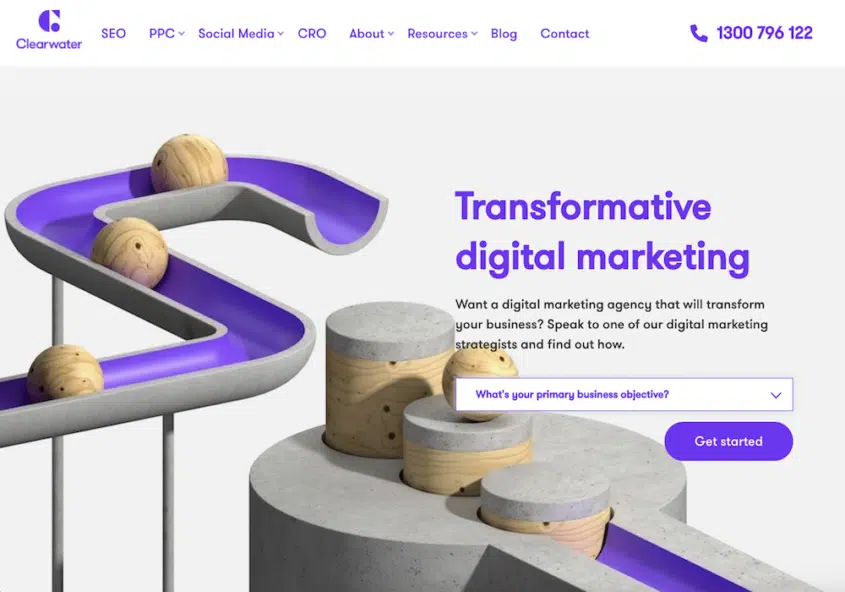 Clearwater
SEO
PPC
Social Media
CRO
About
Resources
Blog
Contact
1300 796 122
Transformative
digital marketing
Want a digital marketing agency that will transform
your business? Speak to one of our digital marketing
strategists and find out how.
What's your primary business objective?
Get started